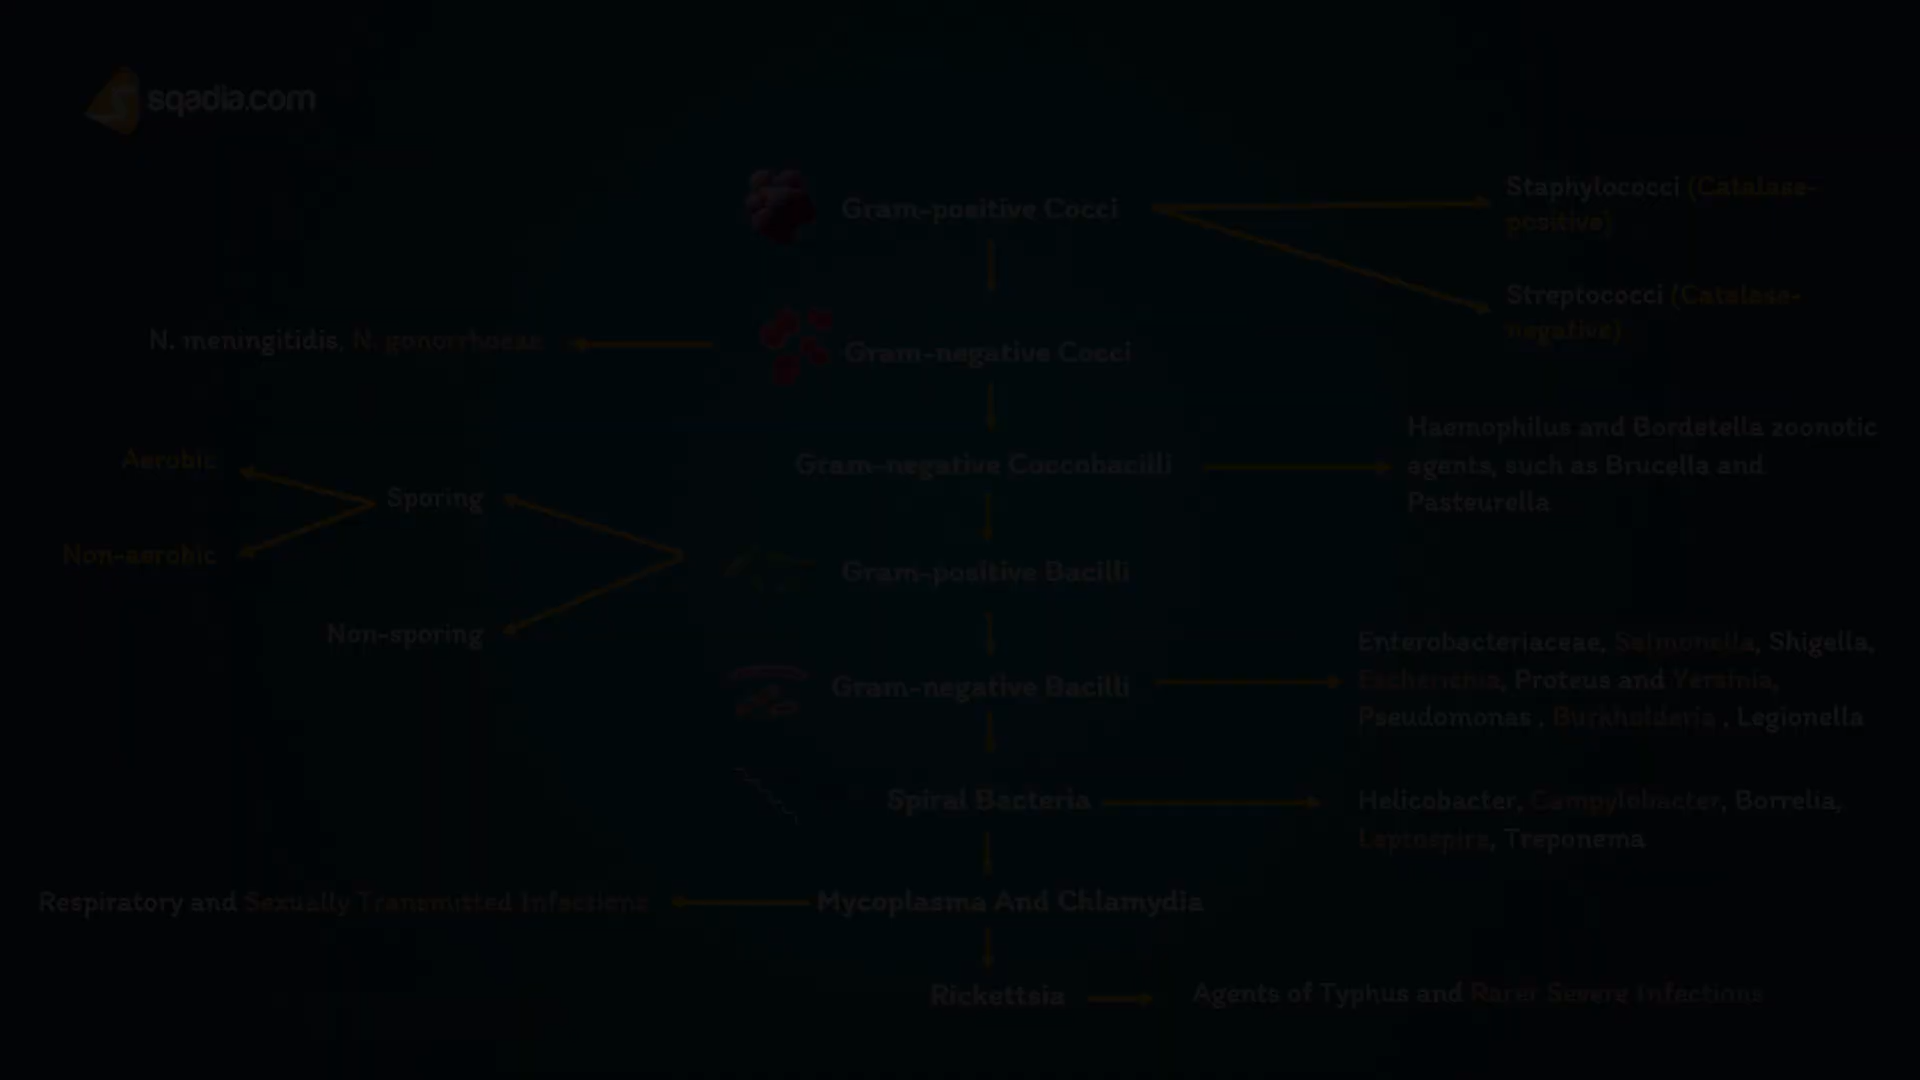 sqadia.com
Gram-positive Cocci
Staphylococci (Catalase-
positive)
Streptococci (Catalase-
negative)
N. meningitidis, N. gonorrhoeae
Gram-negative Cocci
Gram-negative Coccobacilli
Haemophilus and Bordetella zoonotic
agents, such as Brucella and
Pasteurella
Aerobic
Sporing
Non-aerobic
Gram-positive Bacilli
Non-sporing
Gram-negative Bacilli
Enterobacteriaceae, Salmonella, Shigella,
Escherichia, Proteus and Yersinia,
Pseudomonas , Burkholderia , Legionella
Spiral Bacteria
Helicobacter, Campylobacter, Borrelia,
Leptospira, Treponema
Respiratory and Sexually Transmitted Infections
Mycoplasma And Chlamydia
Rickettsia
Agents of Typhus and Rarer Severe Infections